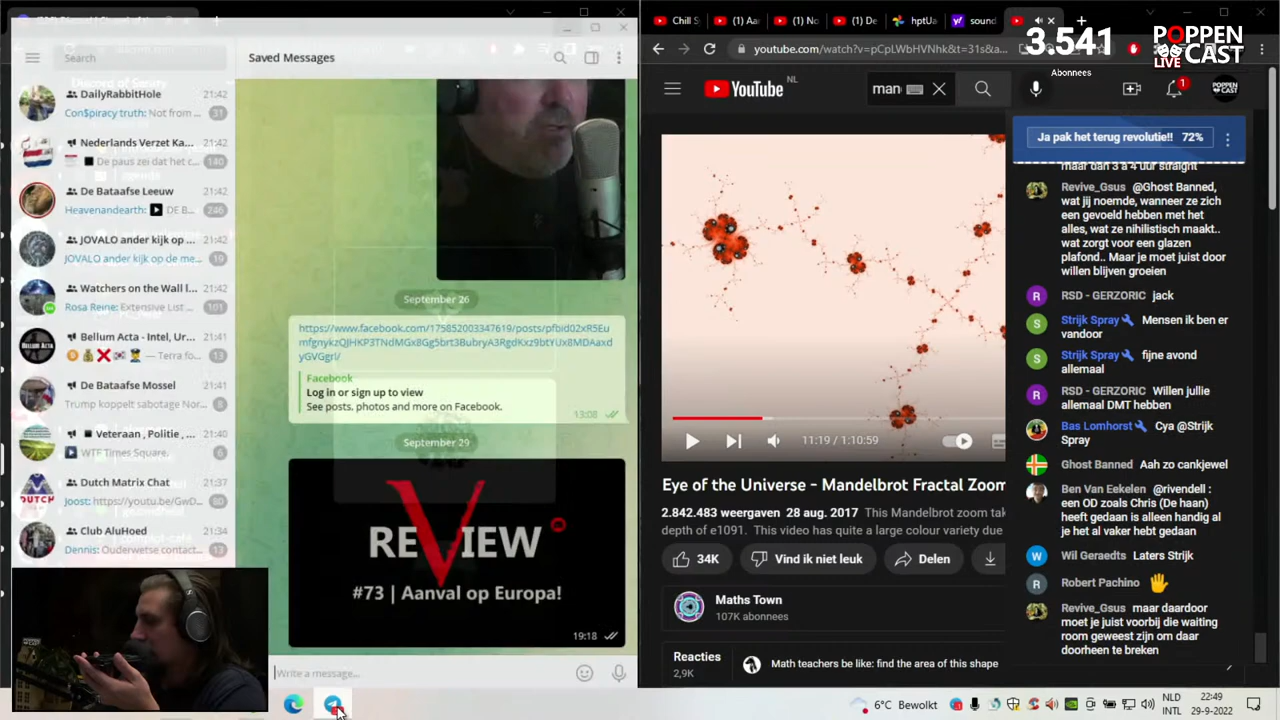 Search
Saved Messages
DailyRabbitHole 21:42
Con$piracy truth: Not from ... 31
Nederlands Verzet Ka... 21:42
De paus zei dat het c... 140
De Bataafse Leeuw 21:42
Heavenandearth: DE B... 246
JOVALO ander kijk op ... 21:42
JOVALO ander kijk op de me... 19
Watchers on the Wall l... 21:42
Rosa Reine: Extensive List ... 101
Bellum Acta - Intel, Ur... 21:41
— Terra fo... 13
De Bataafse Mossel 21:41
Trump koppelt sabotage Nor... 8
Veteraan , Politie , ... 21:40
WTF Times Square. 6
Dutch Matrix Chat 21:37
Joost: https://youtu.be/GwD... 80
Club AluHoed 21:34
Dennis: Ouderwetse contact... 13
September 26
https://www.facebook.com/175852003347619/posts/pfbid02xR5Eu
mfgnykzQJHKP3TNdMGx8Gg5brt3BubryA3RgdKxz9btYUx8MDAaxd
yGVGgrl/
Facebook
Log in or sign up to view
See posts, photos and more on Facebook.
13:08
September 29
REVIEW
#73 | Aanval op Europa!
19:18
Write a message...
Chill S
(1) Aa
(1) No
(1) De
hptUa
sound
youtube.com/watch?v=pCpLWbHVNhk&t=31s&a...
3.541
Abonnees
POPPEN
LIVE CAST
YouTube NL
man
1
Eye of the Universe - Mandelbrot Fractal Zoom
11:19 / 1:10:59
2.842.483 weergaven 28 aug. 2017 This Mandelbrot zoom tak
depth of e1091. This video has quite a large colour variety due
34K
Vind ik niet leuk
Delen
Maths Town
107K abonnees
Reacties
2,9K
Math teachers be like: find the area of this shape
Ja pak het terug revolutie!! 72%
maar dan 3 a 4 uur straight
Revive_Gsus @Ghost Banned,
wat jij noemde, wanneer ze zich
een gevoeld hebben met het
alles, wat ze nihilistisch maakt..
wat zorgt voor een glazen
plafond.. Maar je moet juist door
willen blijven groeien
RSD - GERZORIC jack
Strijk Spray Mensen ik ben er
vandoor
Strijk Spray fijne avond
allemaal
RSD - GERZORIC Willen jullie
allemaal DMT hebben
Bas Lomhorst Cya @Strijk
Spray
Ghost Banned Aah zo cankjewel
Ben Van Eekelen @rivendell :
een OD zoals Chris (De haan)
heeft gedaan is alleen handig al
je al vaker hebt gedaan
Wil Geraedts Laters Strijk
Robert Pachino
Revive_Gsus maar daardoor
moet je juist voorbij die waiting
room geweest zijn om daar
doorheen te breken
6°C Bewolkt
NLD
INTL
22:49
29-9-2022